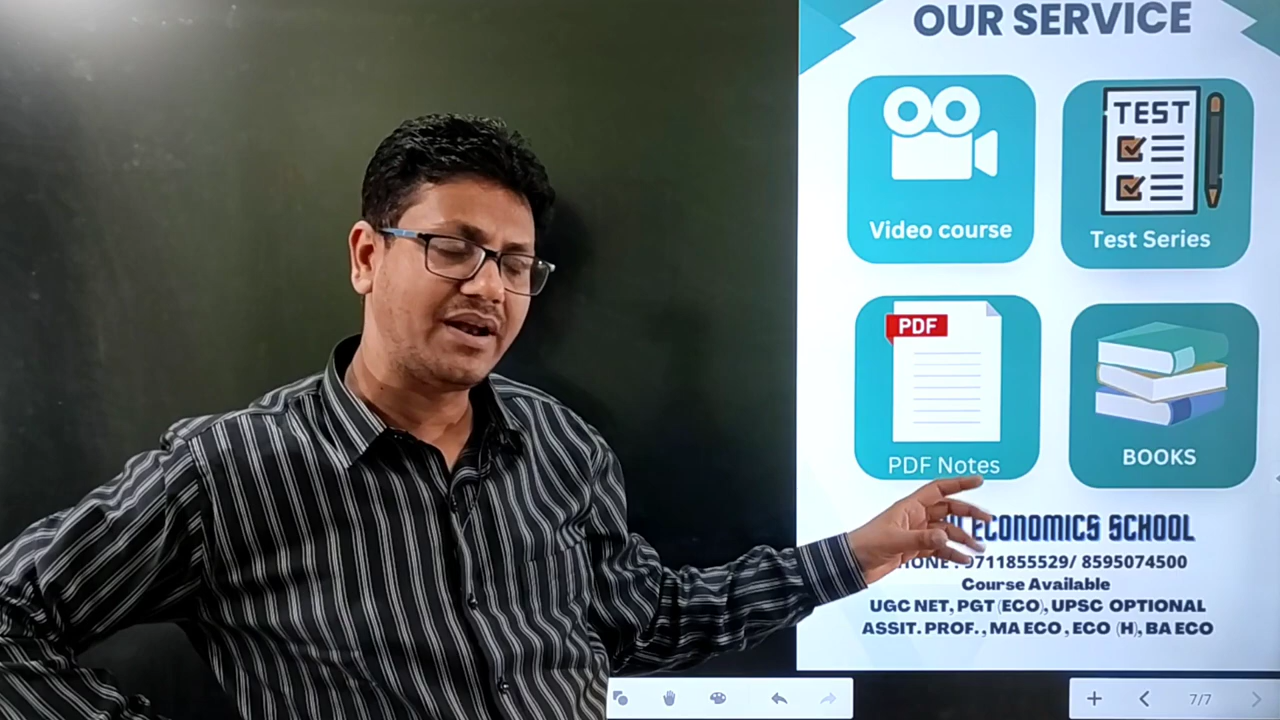 OUR SERVICE
Video course
TEST
Test Series
PDF
PDF Notes
BOOKS
ECONOMICS SCHOOL
9711855529/ 8595074500
Course Available
UGC NET, PGT (ECO), UPSC OPTIONAL
ASSIT. PROF., MA ECO, ECO (H), BA ECO
7/7